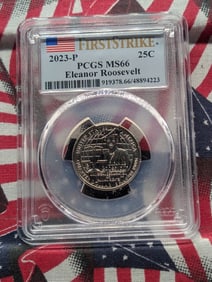 FIRSTSTRIKE
2023-P 25C
PCGS MS66
Eleanor Roosevelt
919378.66/48894223